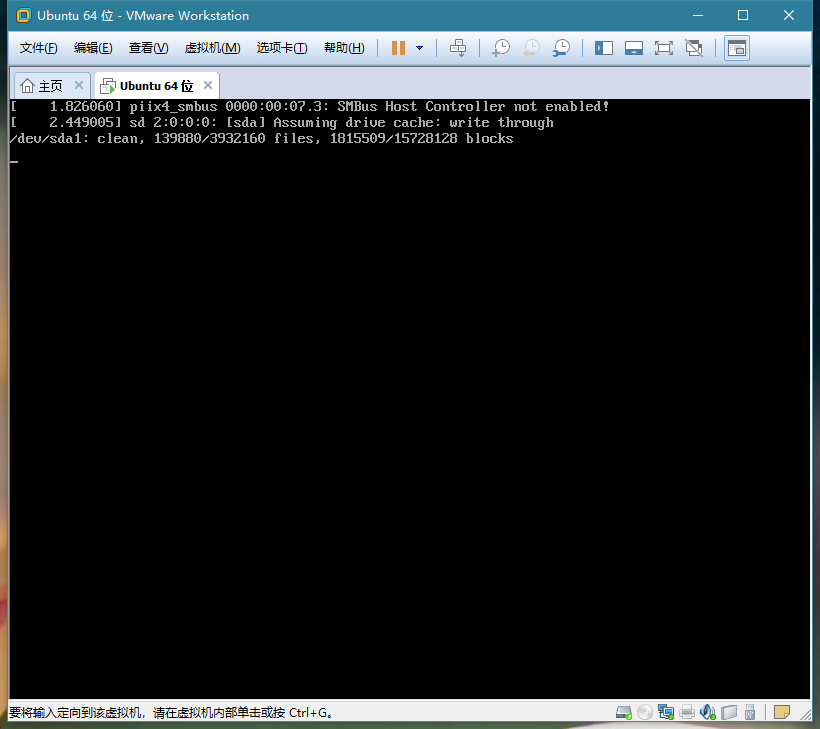 Ubuntu 64 位 - VMware Workstation
文件(F) 编辑(E) 查看(V) 虚拟机(M) 选项卡(T) 帮助(H)
主页 Ubuntu 64 位
[    1.826060] piix4_smbus 0000:00:07.3: SMBus Host Controller not enabled!
[    2.449005] sd 2:0:0:0: [sda] Assuming drive cache: write through
/dev/sda1: clean, 139880/3932160 files, 1815509/15728128 blocks
要将输入定向到该虚拟机，请在虚拟机内部单击或按 Ctrl+G。